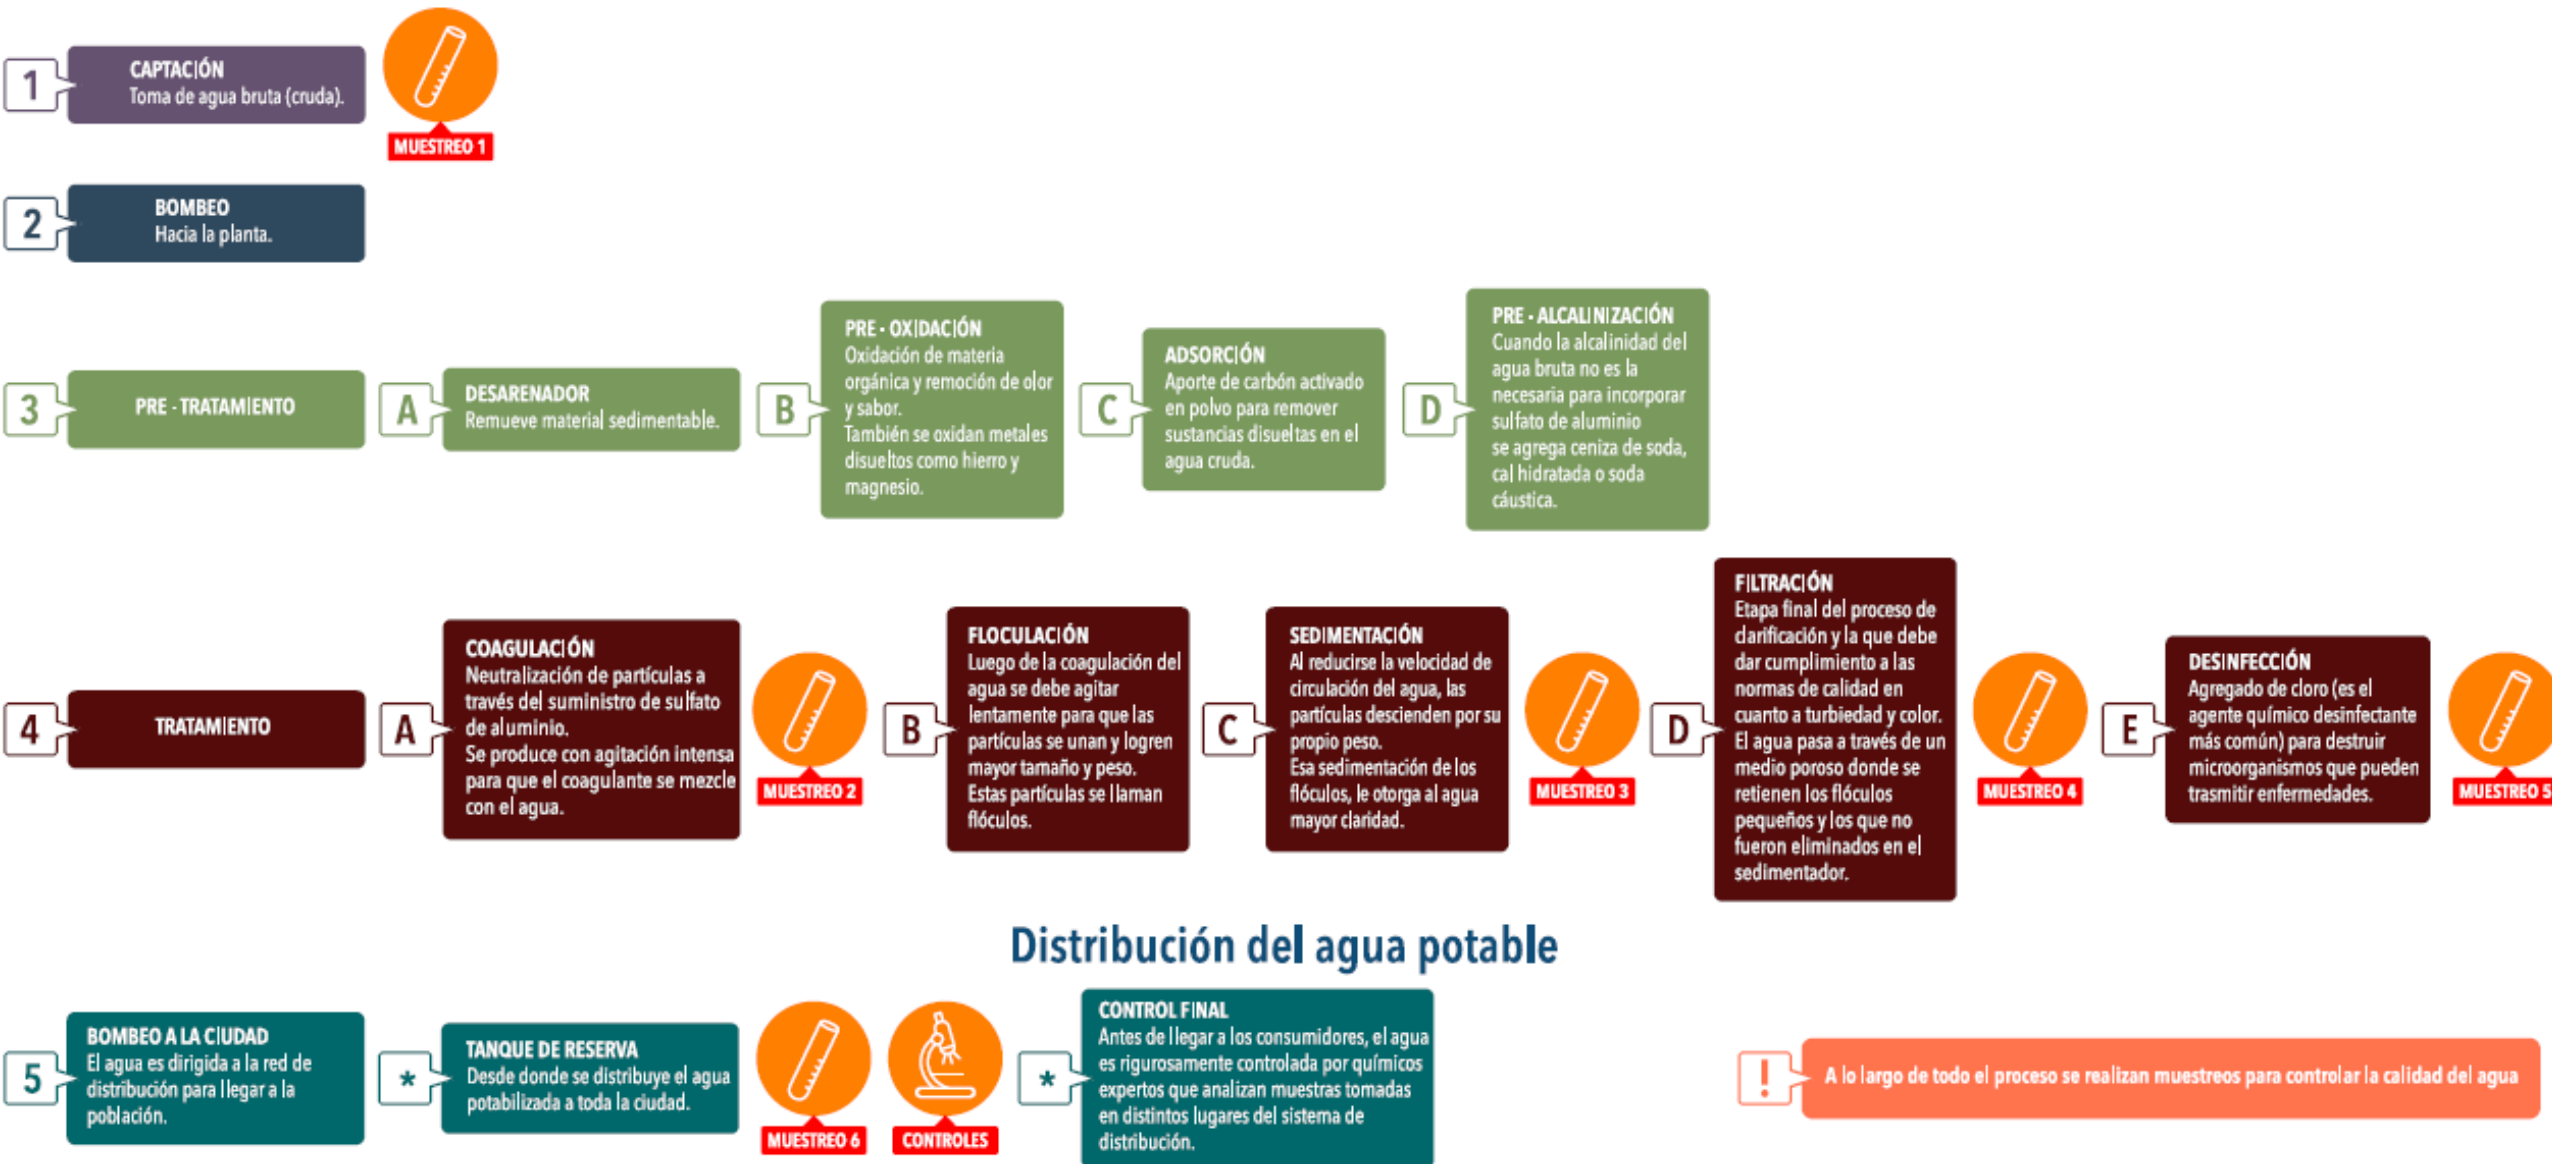 1
CAPTACIÓN
Toma de agua bruta (cruda).
MUESTREO 1
2
BOMBEO
Hacia la planta.
3
PRE - TRATAMIENTO
A
DESARENADOR
Remueve material sedimentable.
B
PRE - OXIDACIÓN
Oxidación de materia
orgánica y remoción de olor
y sabor.
También se oxidan metales
disueltos como hierro y
magnesio.
C
ADSORCIÓN
Aporte de carbón activado
en polvo para remover
sustancias disueltas en el
agua cruda.
D
PRE - ALCALINIZACIÓN
Cuando la alcalinidad del
agua bruta no es la
necesaria para incorporar
sulfato de aluminio
se agrega ceniza de soda,
cal hidratada o soda
cáustica.
4
TRATAMIENTO
A
COAGULACIÓN
Neutralización de partículas a
través del suministro de sulfato
de aluminio.
Se produce con agitación intensa
para que el coagulante se mezcle
con el agua.
MUESTREO 2
B
FLOCULACIÓN
Luego de la coagulación del
agua se debe agitar
lentamente para que las
partículas se unan y logren
mayor tamaño y peso.
Estas partículas se llaman
flóculos.
C
SEDIMENTACIÓN
Al reducirse la velocidad de
circulación del agua, las
partículas descienden por su
propio peso.
Esa sedimentación de los
flóculos, le otorga al agua
mayor claridad.
MUESTREO 3
D
FILTRACIÓN
Etapa final del proceso de
clarificación y la que debe
dar cumplimiento a las
normas de calidad en
cuanto a turbiedad y color.
El agua pasa a través de un
medio poroso donde se
retienen los flóculos
pequeños y los que no
fueron eliminados en el
sedimentador.
MUESTREO 4
E
DESINFECCIÓN
Agregado de cloro (es el
agente químico desinfectante
más común) para destruir
microorganismos que pueden
trasmitir enfermedades.
MUESTREO 5
Distribución del agua potable
5
BOMBEO A LA CIUDAD
El agua es dirigida a la red de
distribución para llegar a la
población.
*
TANQUE DE RESERVA
Desde donde se distribuye el agua
potabilizada a toda la ciudad.
MUESTREO 6
CONTROLES
*
CONTROL FINAL
Antes de llegar a los consumidores, el agua
es rigurosamente controlada por químicos
expertos que analizan muestras tomadas
en distintos lugares del sistema de
distribución.
!
A lo largo de todo el proceso se realizan muestreos para controlar la calidad del agua